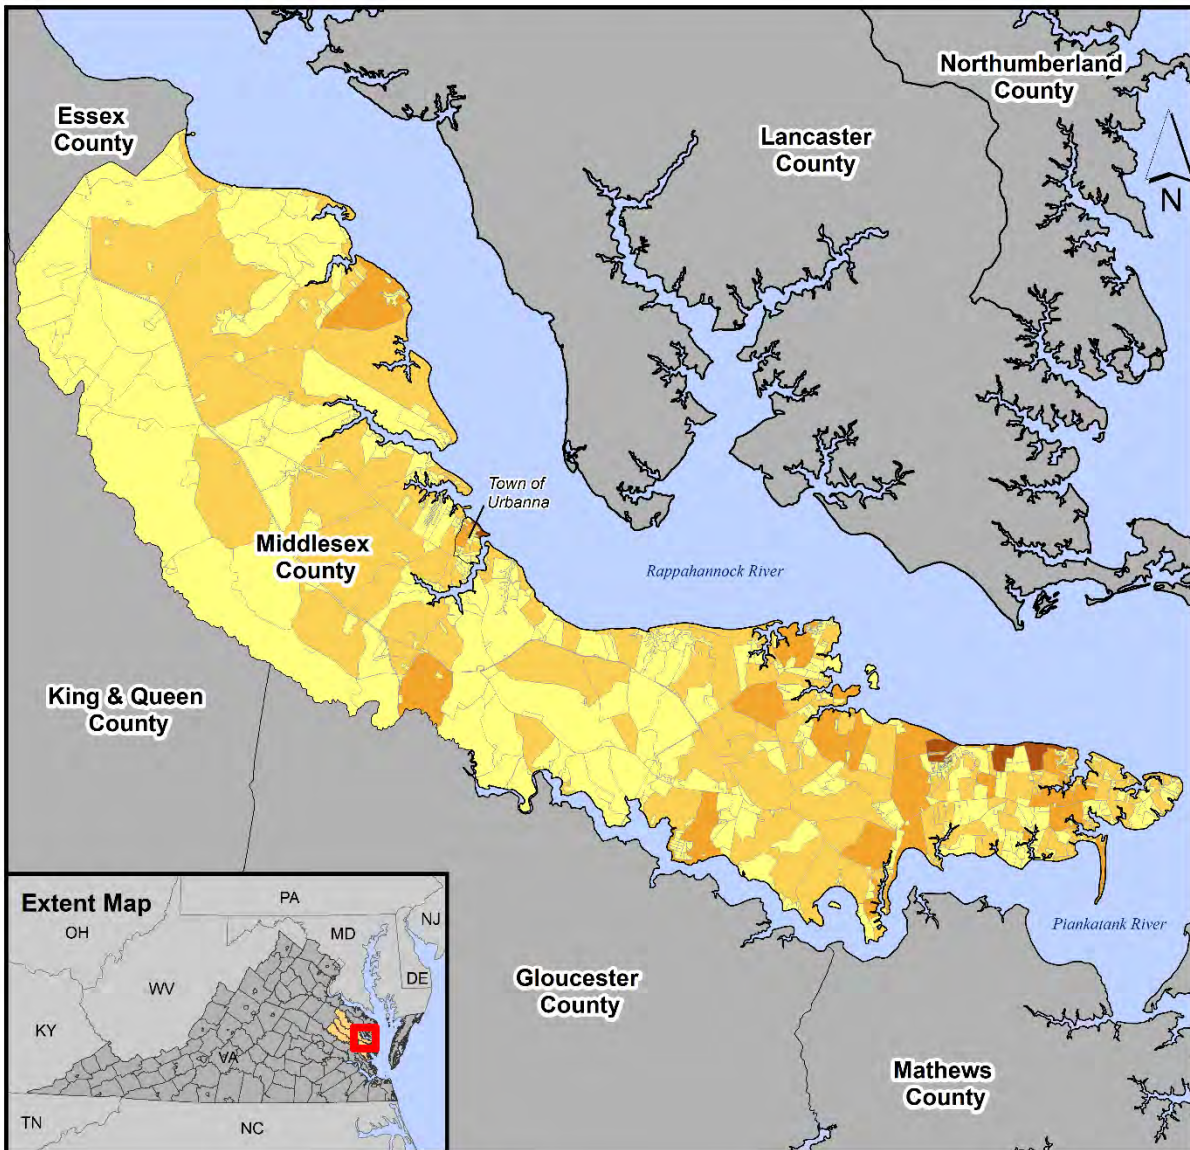 Northumberland
County
Essex
County
Lancaster
County
N
Town of
Urbanna
Middlesex
County
Rappahannock River
King & Queen
County
Piankatank River
Gloucester
County
Mathews
County
Extent Map
PA
OH
MD
NJ
DE
WV
KY
VA
TN
NC